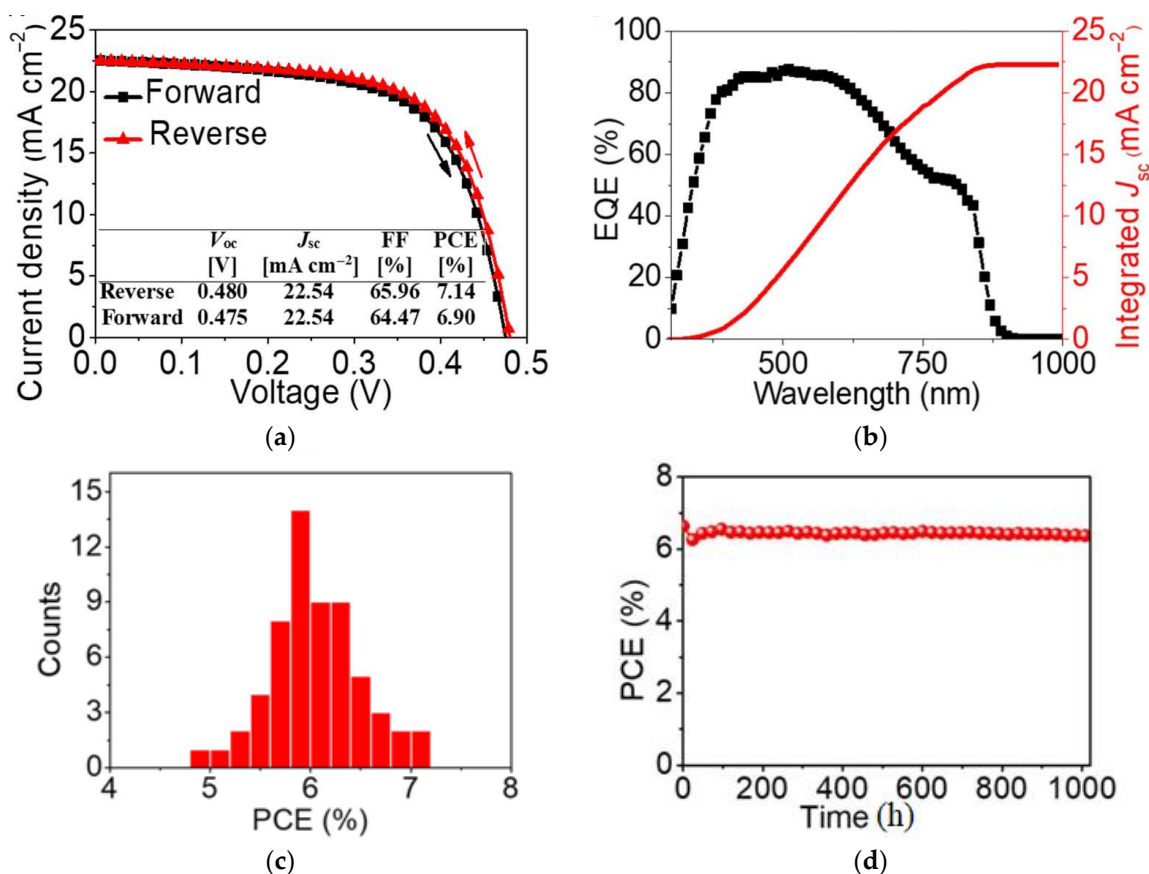 25
20
15
10
5
0
Current density (mA cm⁻²)
Forward
Reverse
V_oc J_sc FF PCE
[V] [mA cm⁻²] [%] [%]
Reverse 0.480 22.54 65.96 7.14
Forward 0.475 22.54 64.47 6.90
0.0 0.1 0.2 0.3 0.4 0.5
Voltage (V)
(a)
100
80
60
40
20
0
EQE (%)
25
20
15
10
5
0
Integrated J_sc (mA cm⁻²)
500 750 1000
Wavelength (nm)
(b)
15
12
9
6
3
0
Counts
4 5 6 7 8
PCE (%)
(c)
8
6
4
2
0
PCE (%)
0 200 400 600 800 1000
Time (h)
(d)